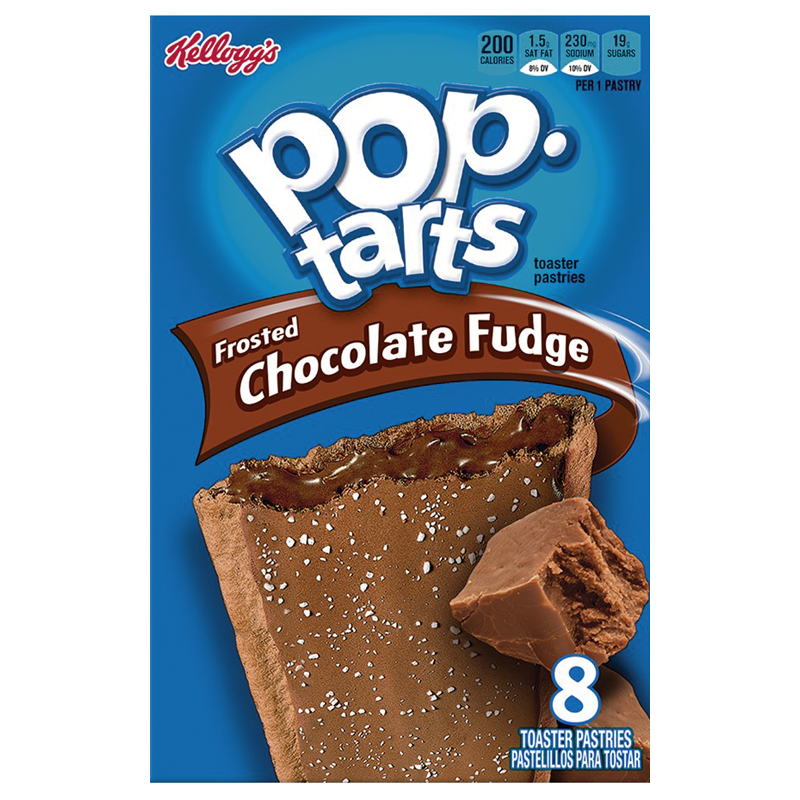 Kellogg's
200 CALORIES
1.5g SAT FAT 8% DV
230mg SODIUM 10% DV
19g SUGARS
PER 1 PASTRY
pop.
tarts
toaster
pastries
Frosted
Chocolate Fudge
8
TOASTER PASTRIES
PASTELILLOS PARA TOSTAR